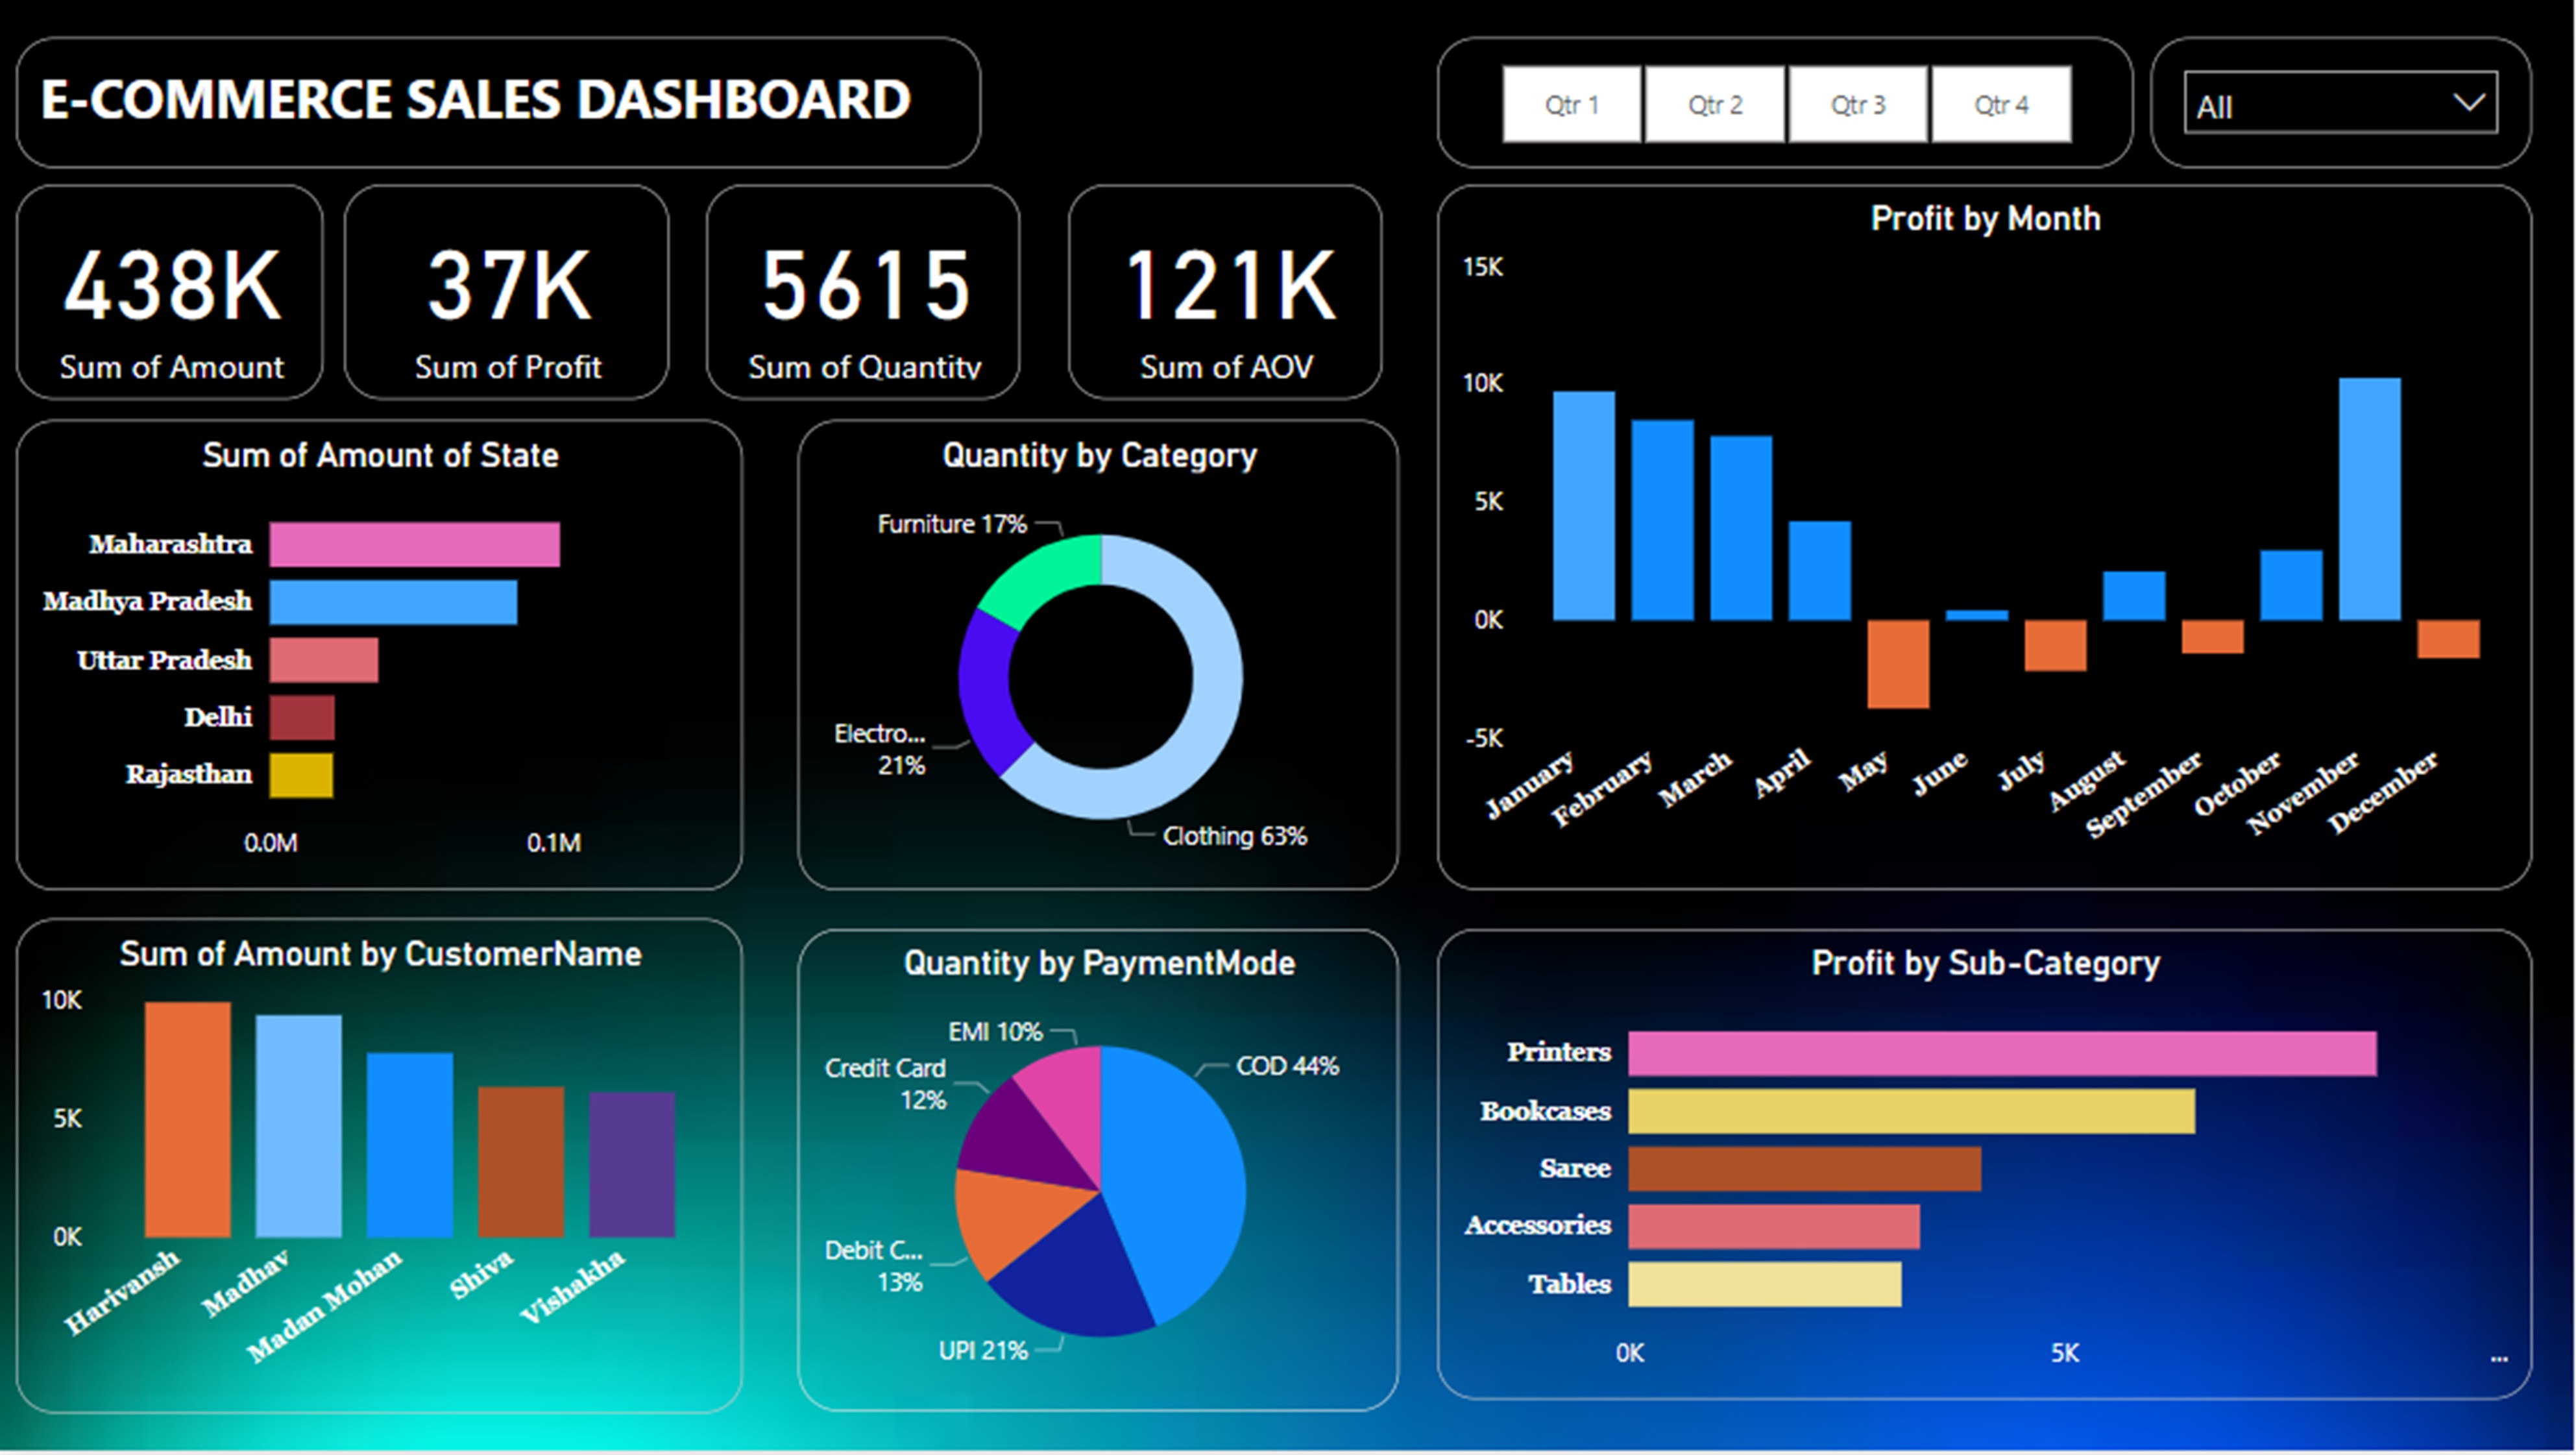 E-COMMERCE SALES DASHBOARD
Qtr 1
Qtr 2
Qtr 3
Qtr 4
All
438K
Sum of Amount
37K
Sum of Profit
5615
Sum of Quantity
121K
Sum of AOV
Profit by Month
15K
10K
5K
0K
-5K
January
February
March
April
May
June
July
August
September
October
November
December
Sum of Amount of State
Maharashtra
Madhya Pradesh
Uttar Pradesh
Delhi
Rajasthan
0.0M
0.1M
Quantity by Category
Furniture 17%
Electro...
21%
Clothing 63%
Sum of Amount by CustomerName
10K
5K
0K
Harivansh
Madhav
Madan Mohan
Shiva
Vishakha
Quantity by PaymentMode
EMI 10%
Credit Card
12%
COD 44%
Debit C...
13%
UPI 21%
Profit by Sub-Category
Printers
Bookcases
Saree
Accessories
Tables
0K
5K
...